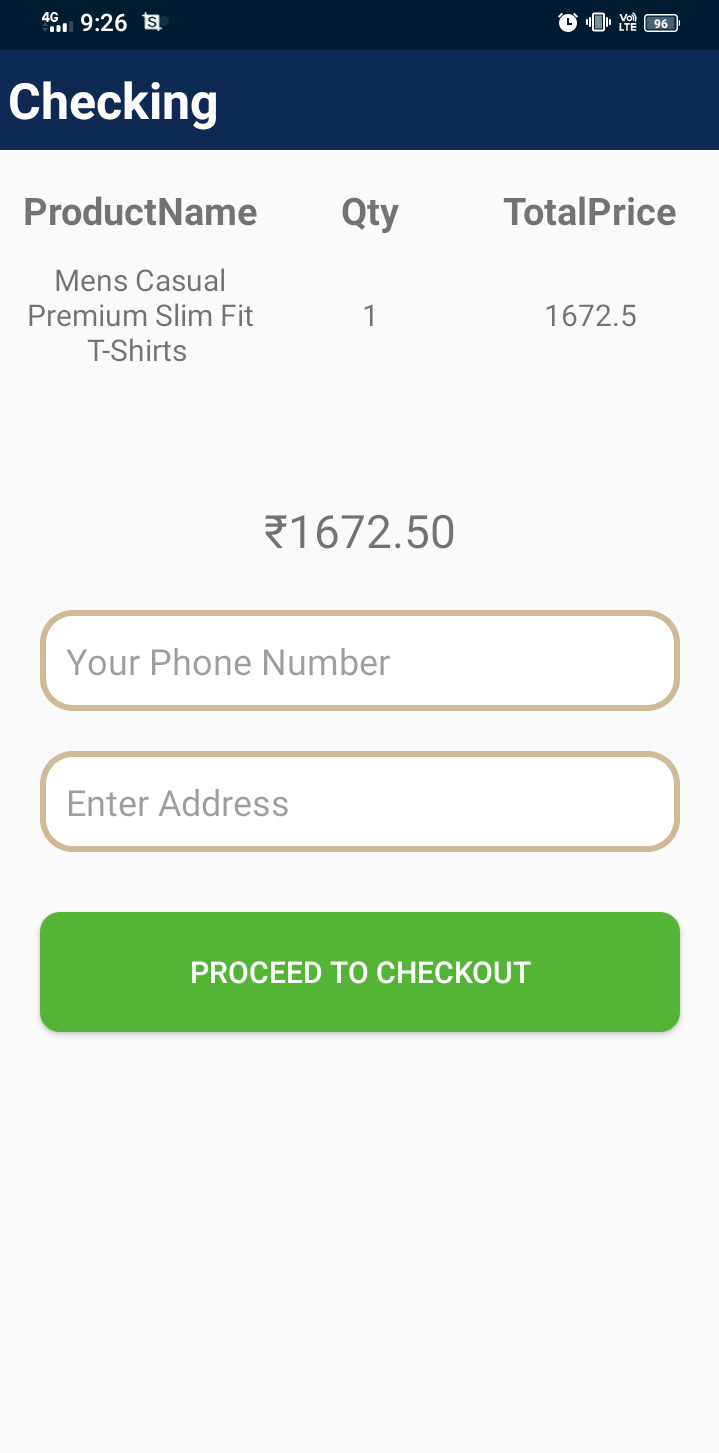 4G 9:26 S Vo) LTE 96
Checking
ProductName Qty TotalPrice
Mens Casual
Premium Slim Fit 1 1672.5
T-Shirts
₹1672.50
Your Phone Number
Enter Address
PROCEED TO CHECKOUT